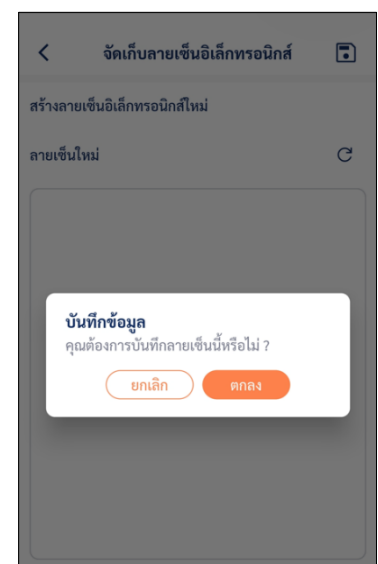 จัดเก็บลายเซ็นอิเล็กทรอนิกส์
สร้างลายเซ็นอิเล็กทรอนิกส์ใหม่
ลายเซ็นใหม่
บันทึกข้อมูล
คุณต้องการบันทึกลายเซ็นนี้หรือไม่ ?
ยกเลิก ตกลง